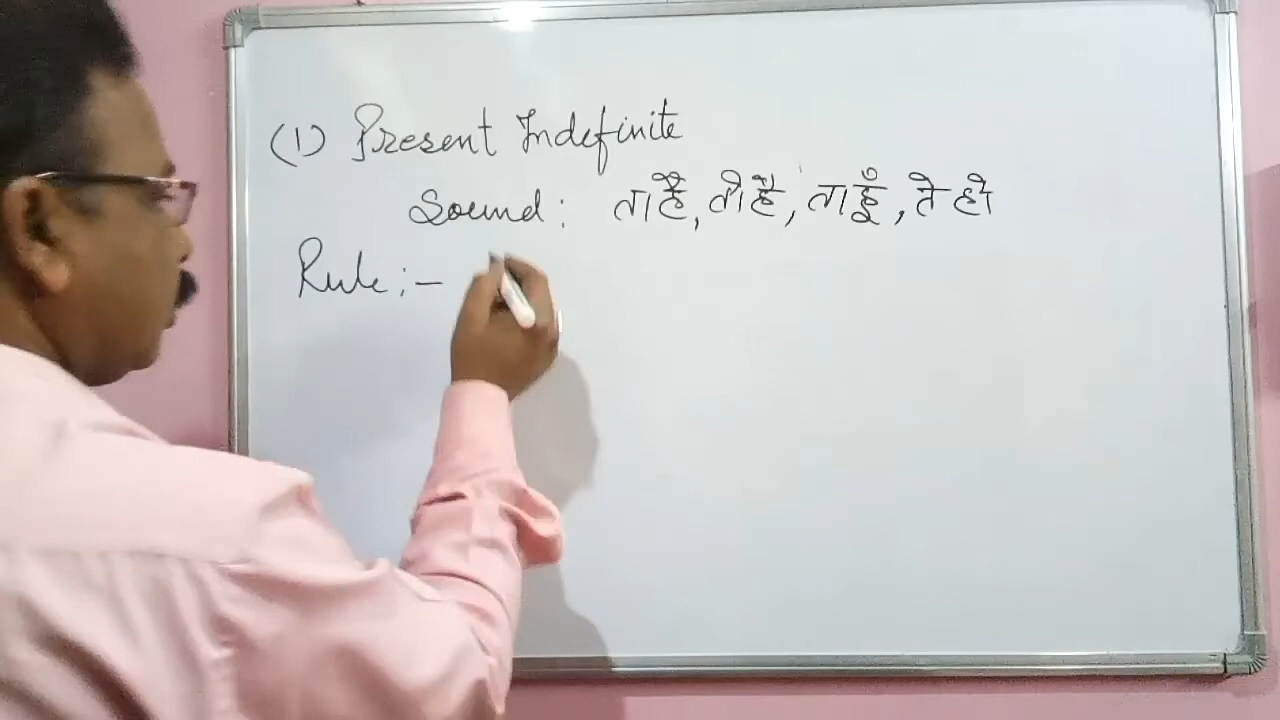 (1) Present Indefinite
Sound: ता है, ती है, ता हूँ, ते हो
Rule:-